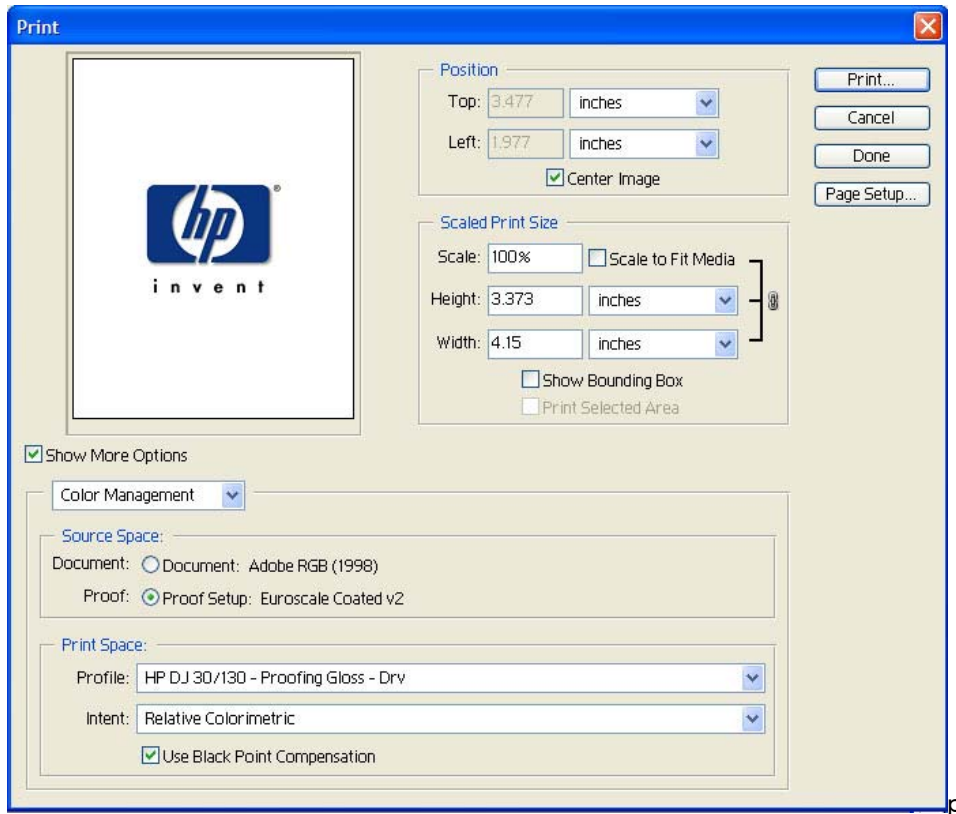 Print
Position
Top: 3.477 inches
Left: 1.977 inches
Center Image
Print...
Cancel
Done
Page Setup...
hp®
invent
Scaled Print Size
Scale: 100% Scale to Fit Media
Height: 3.373 inches
Width: 4.15 inches
Show Bounding Box
Print Selected Area
Show More Options
Color Management
Source Space:
Document: Document: Adobe RGB (1998)
Proof: Proof Setup: Euroscale Coated v2
Print Space:
Profile: HP DJ 30/130 - Proofing Gloss - Drv
Intent: Relative Colorimetric
Use Black Point Compensation
p